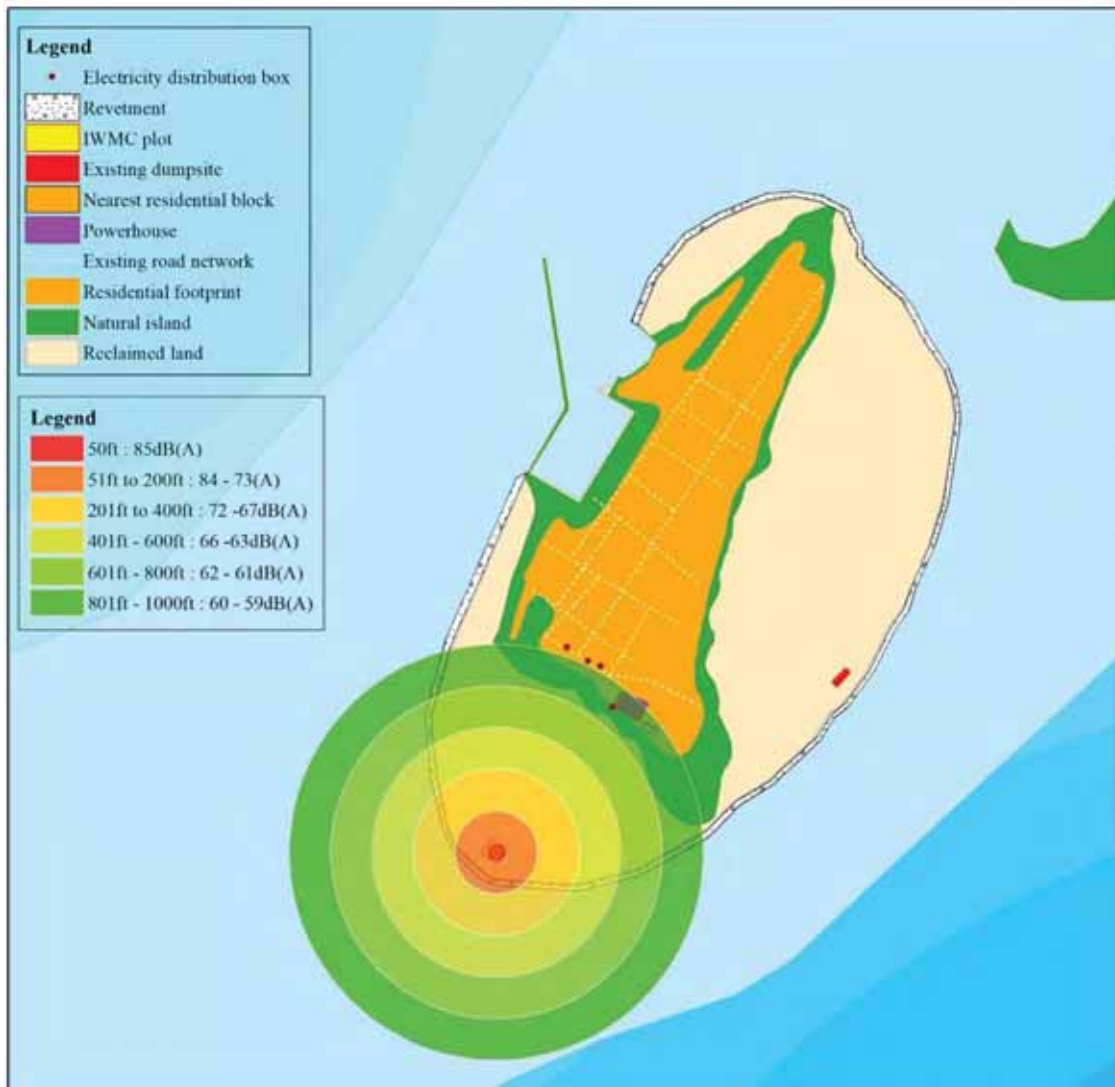 Legend
Electricity distribution box
Revetment
IWMC plot
Existing dumpsite
Nearest residential block
Powerhouse
Existing road network
Residential footprint
Natural island
Reclaimed land
Legend
50ft : 85dB(A)
51ft to 200ft : 84 - 73(A)
201ft to 400ft : 72 -67dB(A)
401ft - 600ft : 66 -63dB(A)
601ft - 800ft : 62 - 61dB(A)
801ft - 1000ft : 60 - 59dB(A)